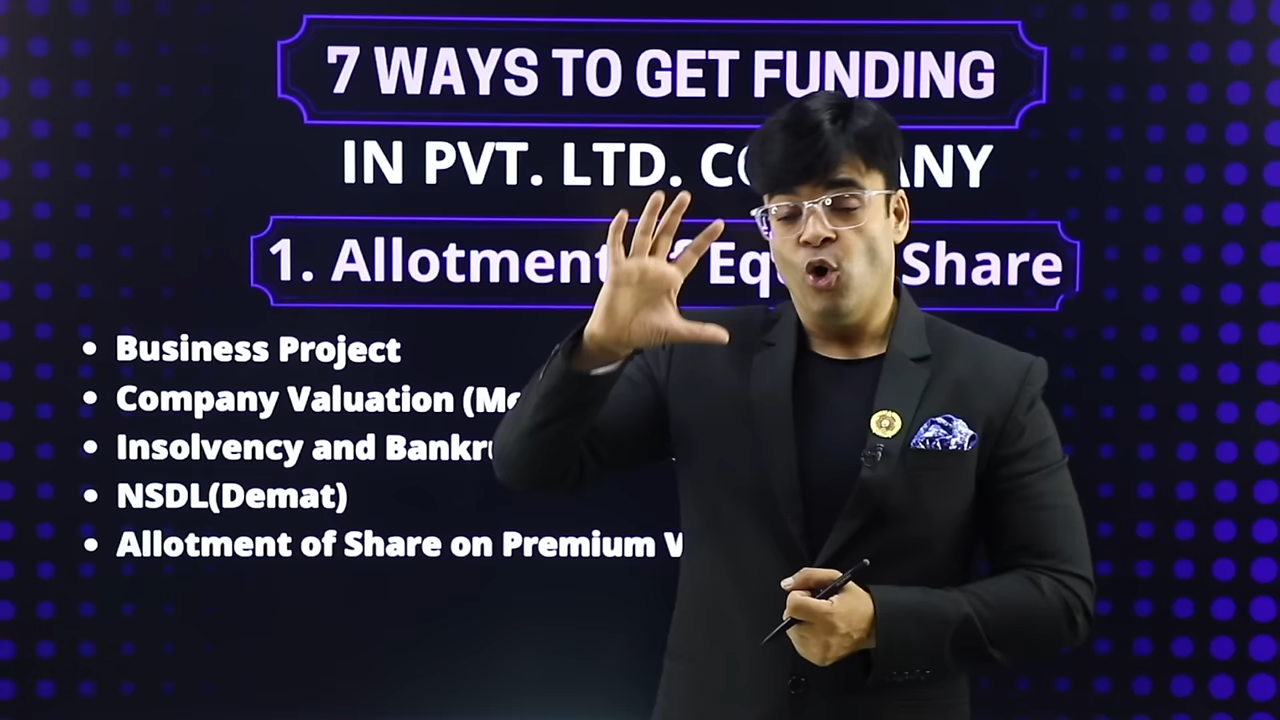 7 WAYS TO GET FUNDING
IN PVT. LTD.
1. Allotment Share
• Business Project
• Company Valuation
• Insolvency and
• NSDL(Demat)
• Allotment of Share on Premium